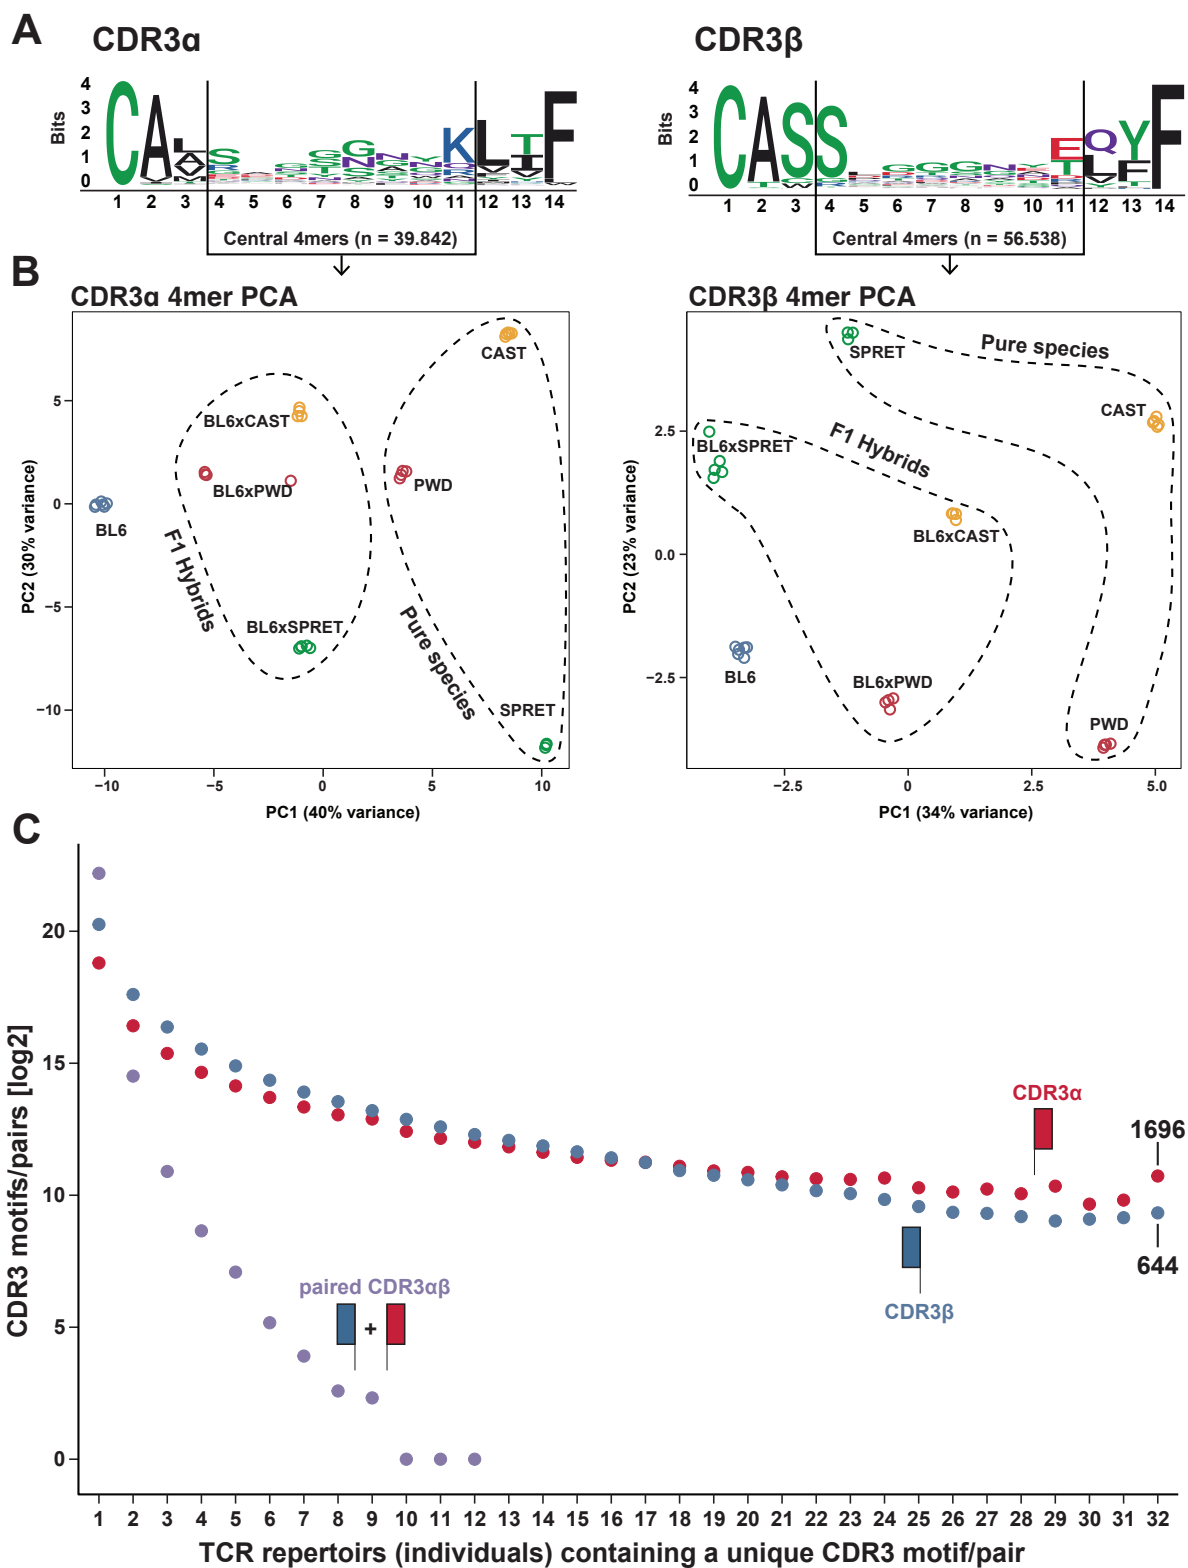 A
CDR3α
CDR3β
Bits
4
3
2
1
0
CA
K
L
T
F
1 2 3 4 5 6 7 8 9 10 11 12 13 14
Central 4mers (n = 39.842)
Bits
4
3
2
1
0
CASS
E
Q
Y
F
1 2 3 4 5 6 7 8 9 10 11 12 13 14
Central 4mers (n = 56.538)
B
CDR3α 4mer PCA
CAST
BL6xCAST
BL6xPWD
PWD
BL6
F1 Hybrids
BL6xSPRET
Pure species
SPRET
5
0
−5
−10
PC2 (30% variance)
−10 −5 0 5 10
PC1 (40% variance)
CDR3β 4mer PCA
SPRET
Pure species
CAST
BL6xSPRET
F1 Hybrids
BL6xCAST
BL6
BL6xPWD
PWD
2.5
0.0
−2.5
PC2 (23% variance)
−2.5 0 2.5 5.0
PC1 (34% variance)
C
20
15
10
5
0
CDR3 motifs/pairs [log2]
CDR3α
1696
644
CDR3β
paired CDR3αβ
+
1 2 3 4 5 6 7 8 9 10 11 12 13 14 15 16 17 18 19 20 21 22 23 24 25 26 27 28 29 30 31 32
TCR repertoirs (individuals) containing a unique CDR3 motif/pair